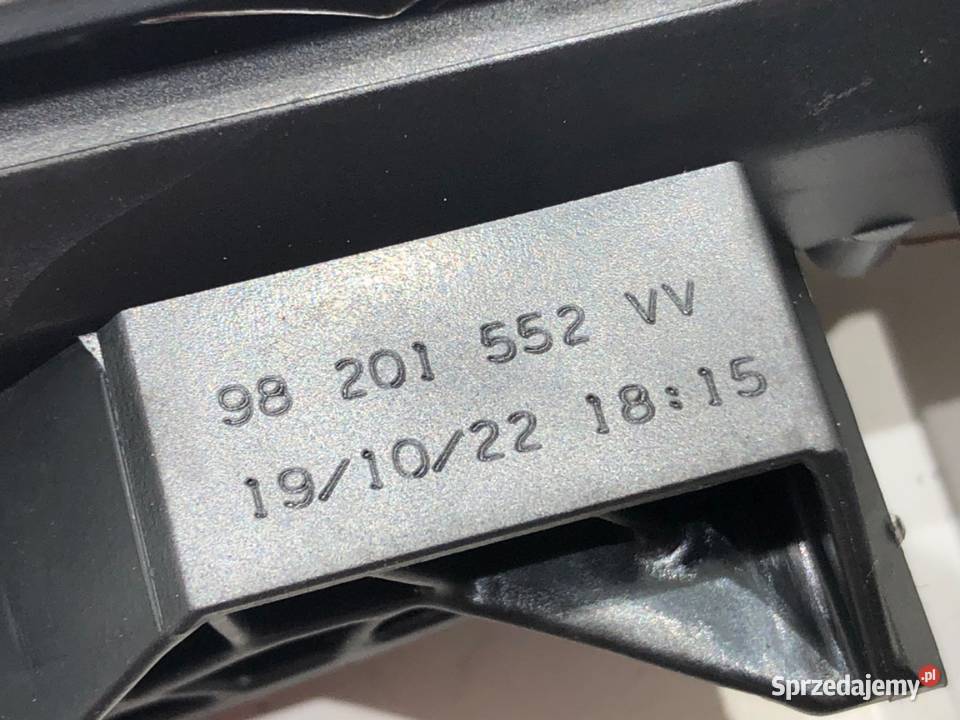 98 201 552 VV
19/10/22 18:15
Sprzedajemy.pl